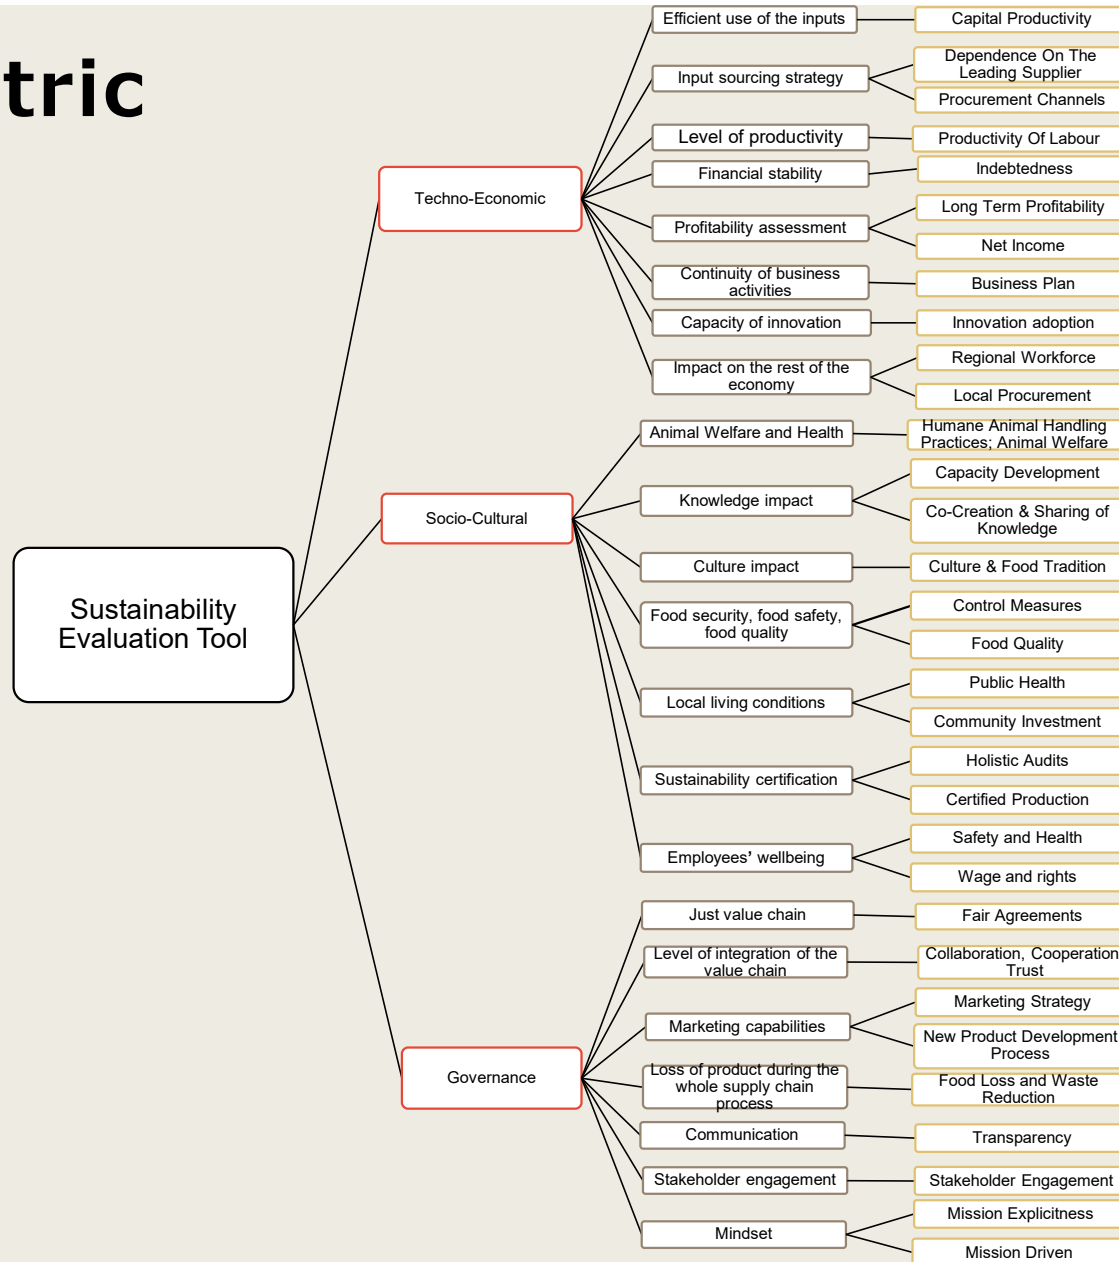 tric
Sustainability
Evaluation Tool
Techno-Economic
Efficient use of the inputs
Capital Productivity
Input sourcing strategy
Dependence On The
Leading Supplier
Procurement Channels
Level of productivity
Productivity Of Labour
Financial stability
Indebtedness
Profitability assessment
Long Term Profitability
Net Income
Continuity of business
activities
Business Plan
Capacity of innovation
Innovation adoption
Impact on the rest of the
economy
Regional Workforce
Local Procurement
Socio-Cultural
Animal Welfare and Health
Humane Animal Handling
Practices; Animal Welfare
Knowledge impact
Capacity Development
Co-Creation & Sharing of
Knowledge
Culture impact
Culture & Food Tradition
Food security, food safety,
food quality
Control Measures
Food Quality
Local living conditions
Public Health
Community Investment
Sustainability certification
Holistic Audits
Certified Production
Employees’ wellbeing
Safety and Health
Wage and rights
Governance
Just value chain
Fair Agreements
Level of integration of the
value chain
Collaboration, Cooperation
Trust
Marketing capabilities
Marketing Strategy
New Product Development
Process
Loss of product during the
whole supply chain
process
Food Loss and Waste
Reduction
Communication
Transparency
Stakeholder engagement
Stakeholder Engagement
Mindset
Mission Explicitness
Mission Driven